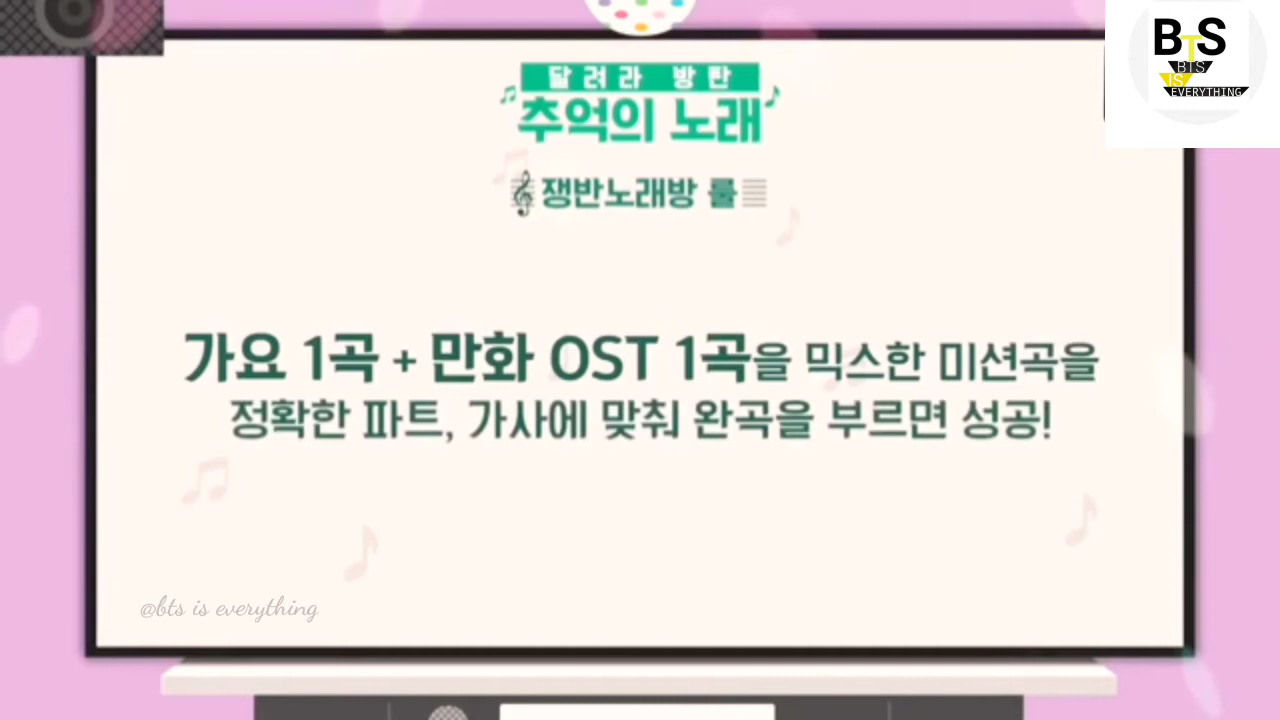 달려라 방탄
추억의 노래
쟁반노래방 룰
가요 1곡 + 만화 OST 1곡을 믹스한 미션곡을
정확한 파트, 가사에 맞춰 완곡을 부르면 성공!
@bts is everything
BTS
BTS
IS
EVERYTHING